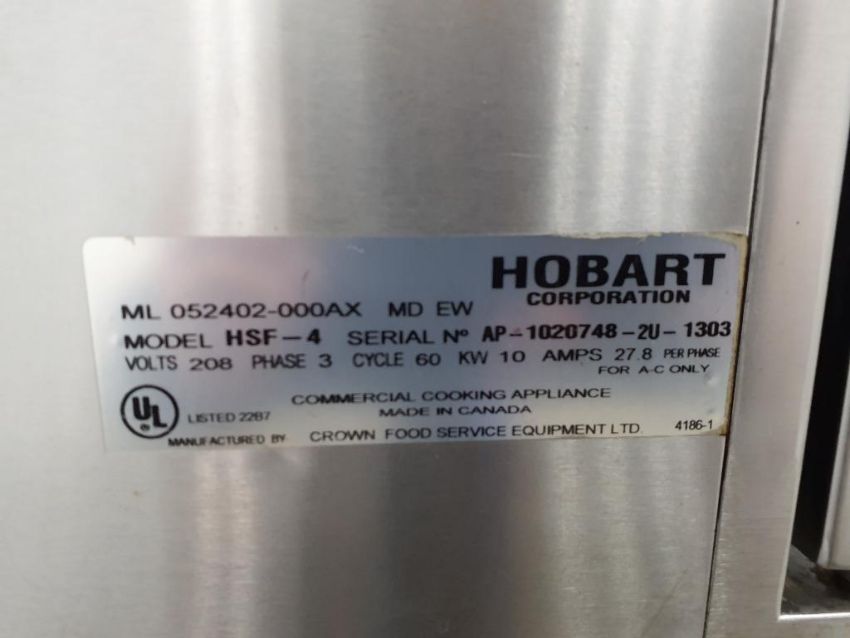 HOBART
CORPORATION
ML 052402-000AX MD EW
MODEL HSF-4 SERIAL Nº AP-1020748-2U-1303
VOLTS 208 PHASE 3 CYCLE 60 KW 10 AMPS 27.8 PER PHASE
FOR A-C ONLY
COMMERCIAL COOKING APPLIANCE
MADE IN CANADA
UL ® LISTED 2287
MANUFACTURED BY CROWN FOOD SERVICE EQUIPMENT LTD. 4186-1